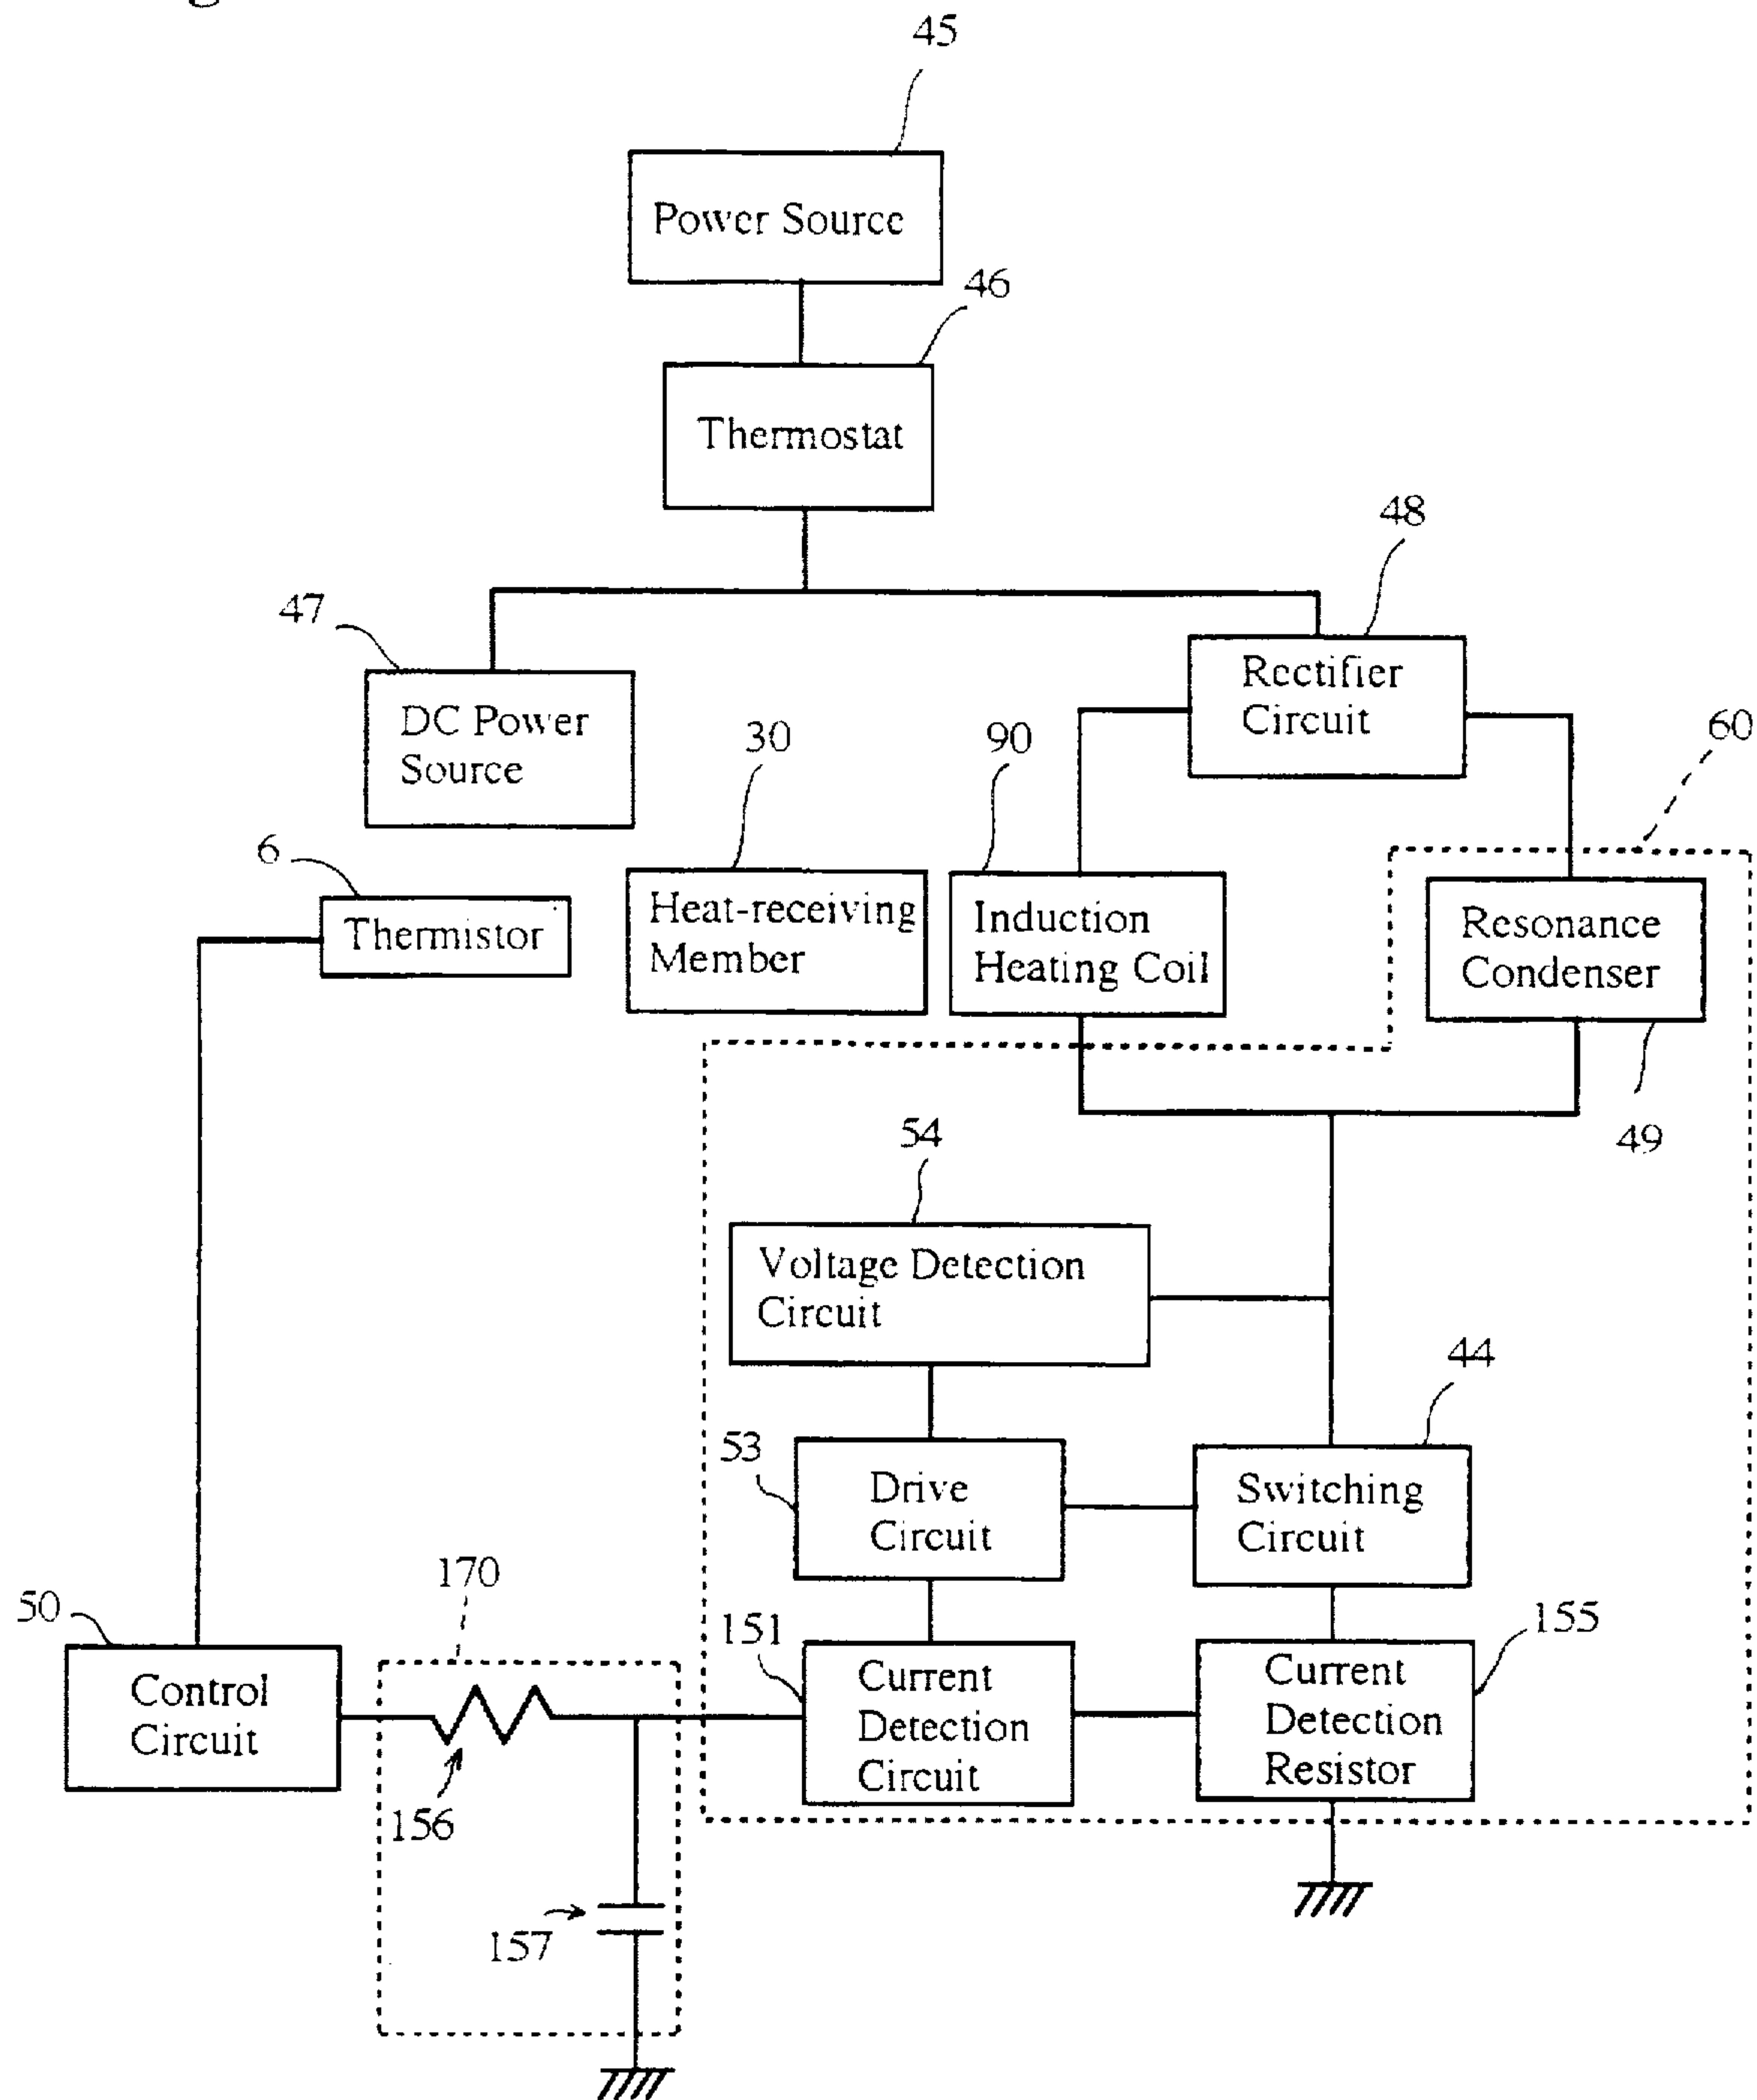 45
Power Source
46
Thermostat
48
47
Rectifier
Circuit
DC Power
Source
30
90
60
6
Thermistor
Heat-receiving
Member
Induction
Heating Coil
Resonance
Condenser
49
54
Voltage Detection
Circuit
44
53
Drive
Circuit
Switching
Circuit
170
50
151
155
Control
Circuit
Current
Detection
Circuit
Current
Detection
Resistor
156
157